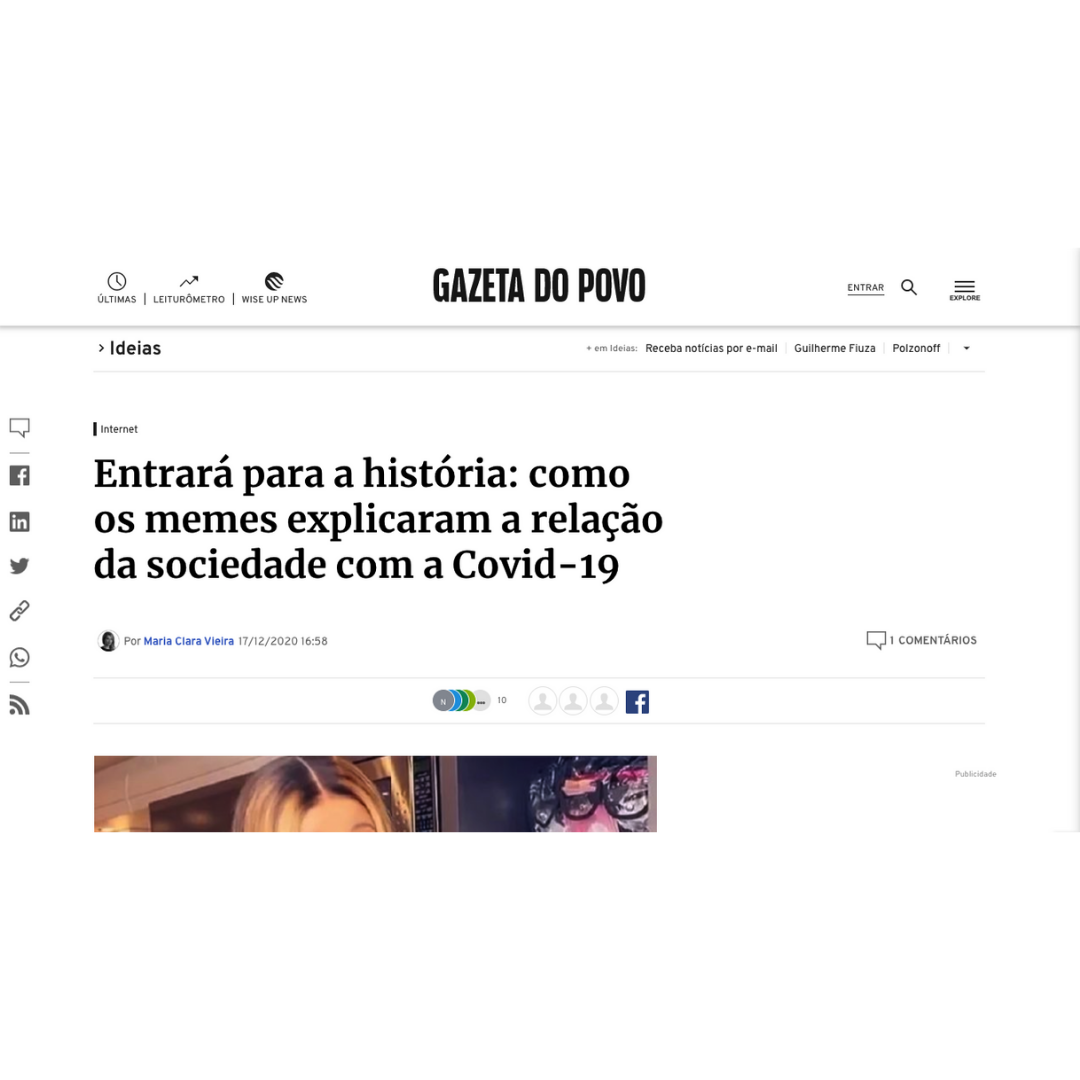 GAZETA DO POVO
ÚLTIMAS | LEITURÔMETRO | WISE UP NEWS
ENTRAR
EXPLORE
> Ideias
+ em Ideias: Receba notícias por e-mail | Guilherme Fiuza | Polzonoff
Internet
Entrará para a história: como
os memes explicaram a relação
da sociedade com a Covid-19
Por Maria Clara Vieira 17/12/2020 16:58
1 COMENTÁRIOS
N ... 10
Publicidade